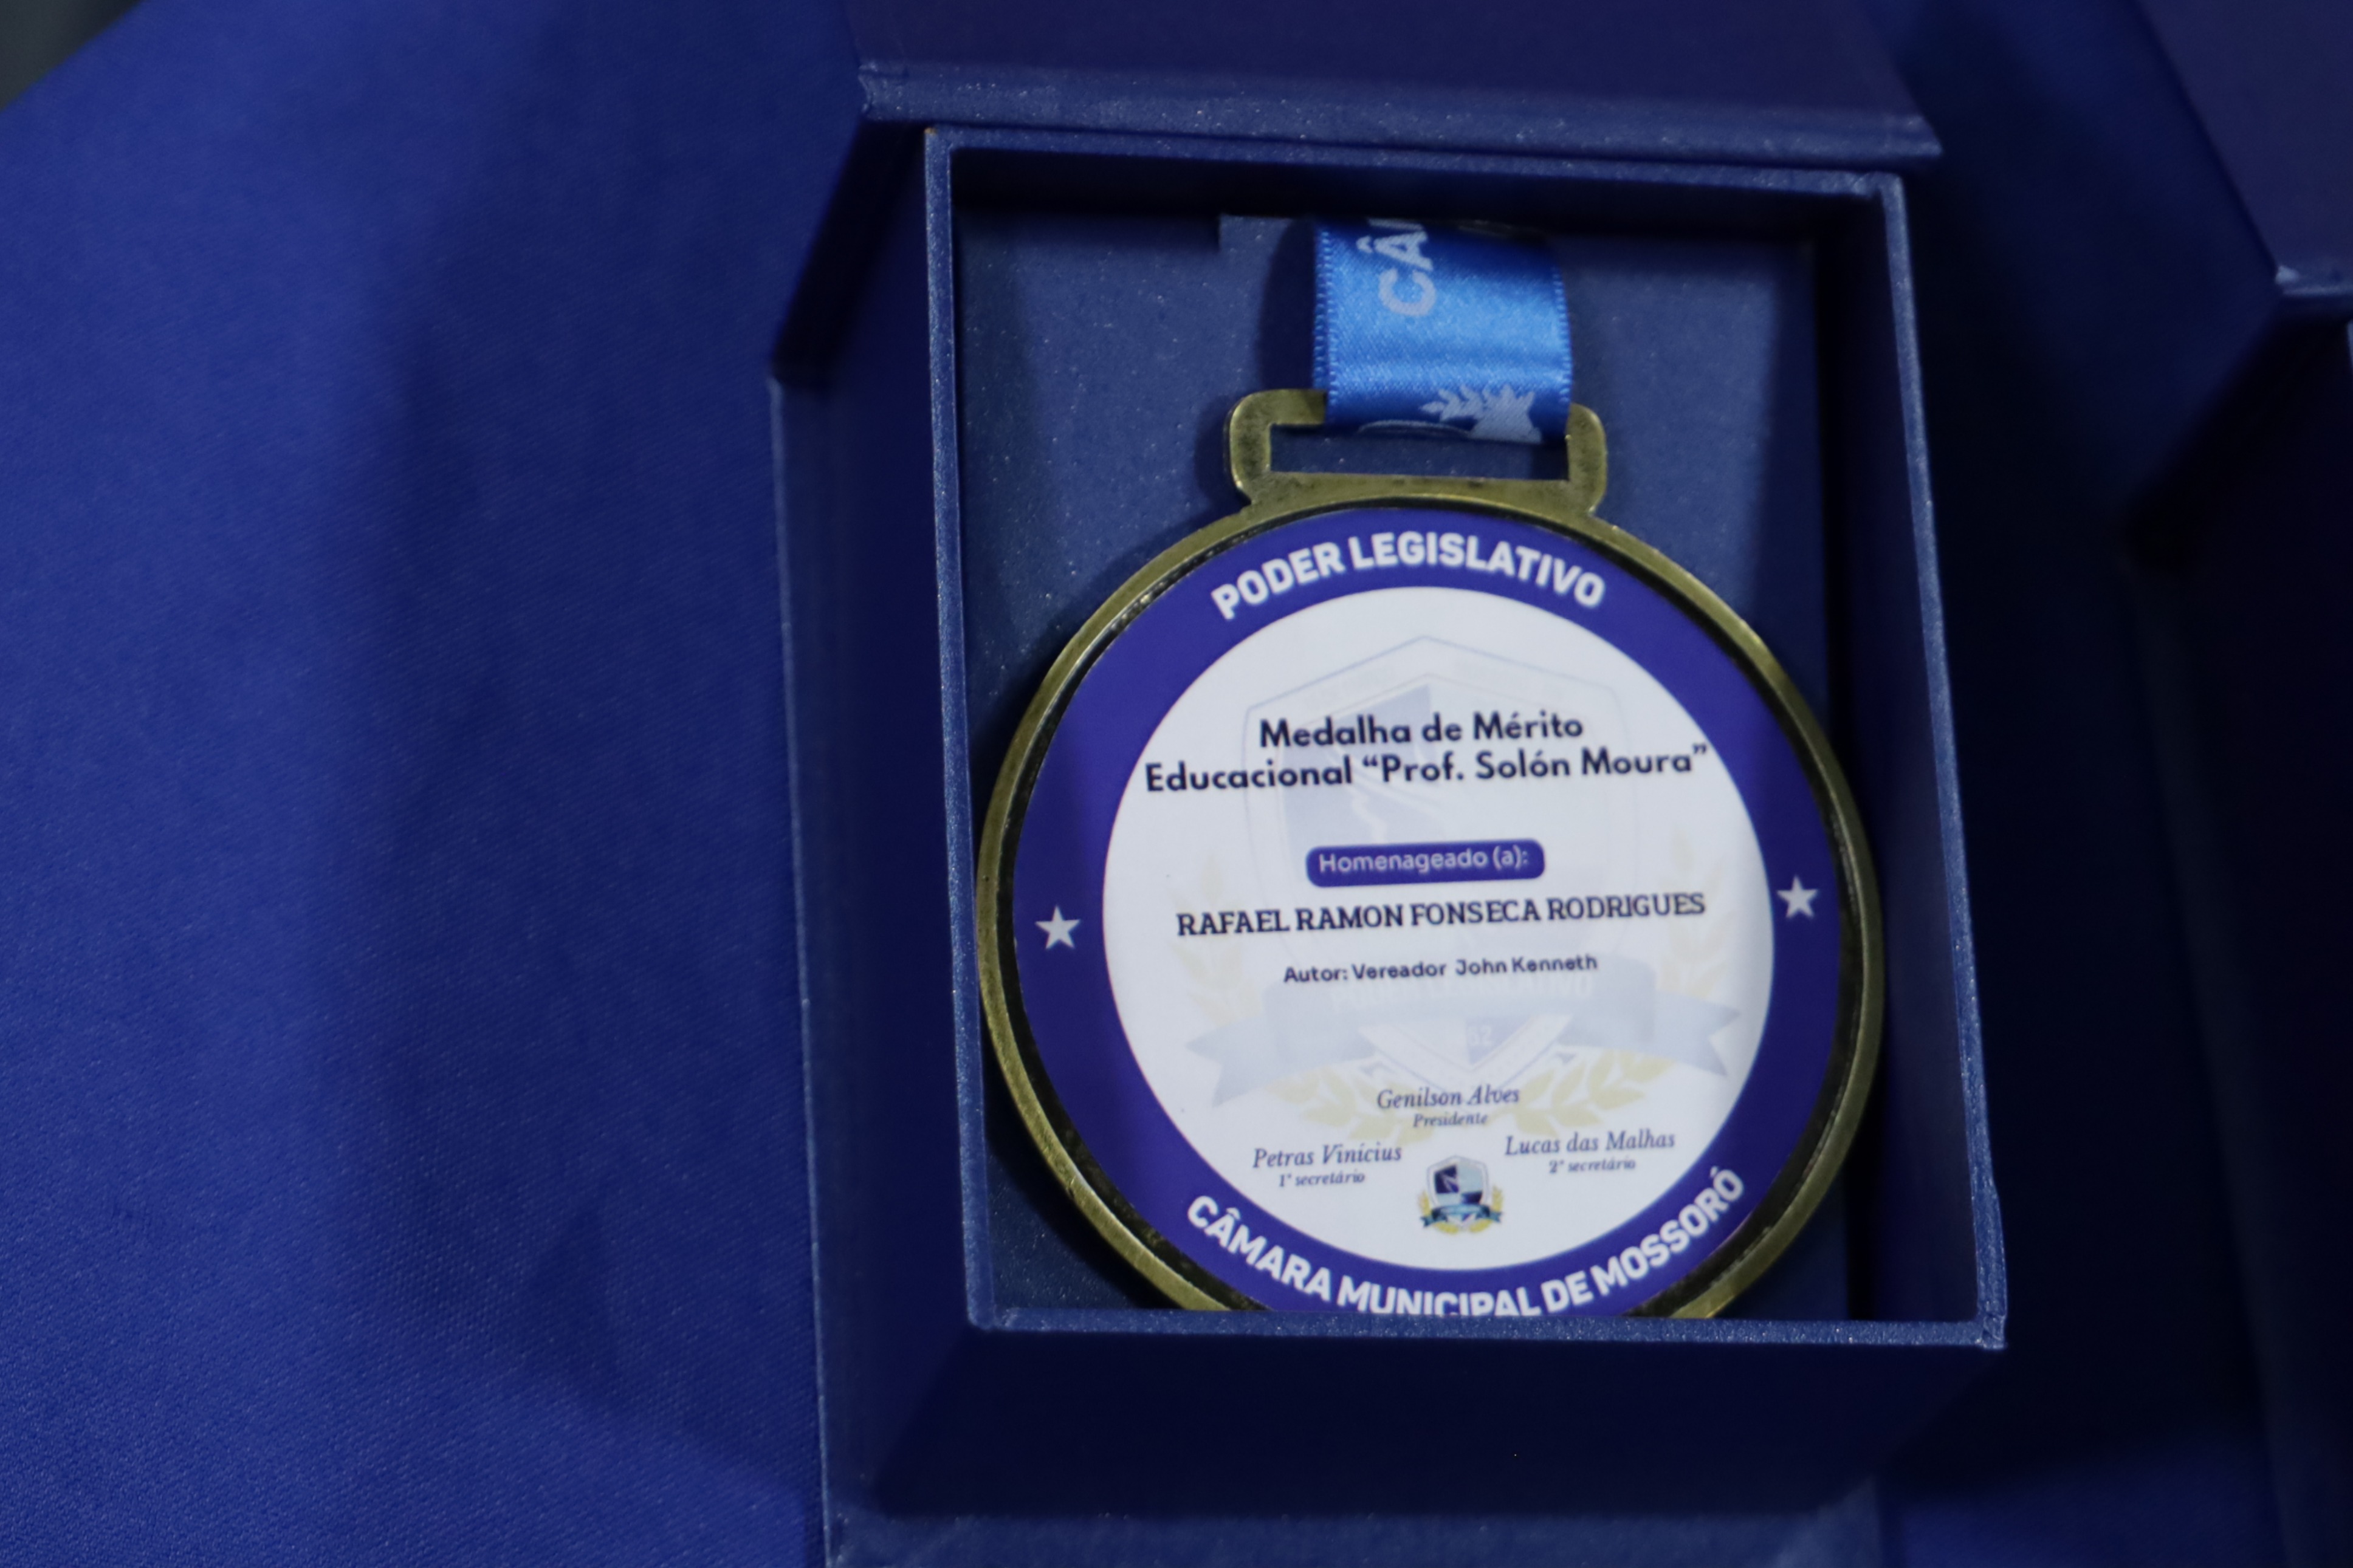 CÂ
PODER LEGISLATIVO
Medalha de Mérito
Educacional “Prof. Solón Moura”
Homenageado (a):
RAFAEL RAMON FONSECA RODRIGUES
Autor: Vereador John Kenneth
Genilson Alves
Presidente
Petras Vinícius
1º secretário
Lucas das Malhas
2º secretário
CÂMARA MUNICIPAL DE MOSSORÓ